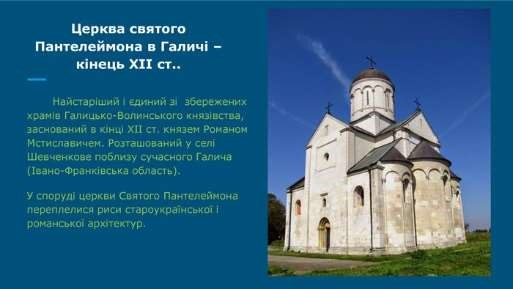 Церква святого
Пантелеймона в Галичі –
кінець XII ст..
Найстаріший і єдиний зі збережених
храмів Галицько-Волинського князівства,
заснований в кінці XII ст. князем Романом
Мстиславичем. Розташований у селі
Шевченкове поблизу сучасного Галича
(Івано-Франківська область).
У споруді церкви Святого Пантелеймона
переплелися риси староукраїнської і
романської архітектур.